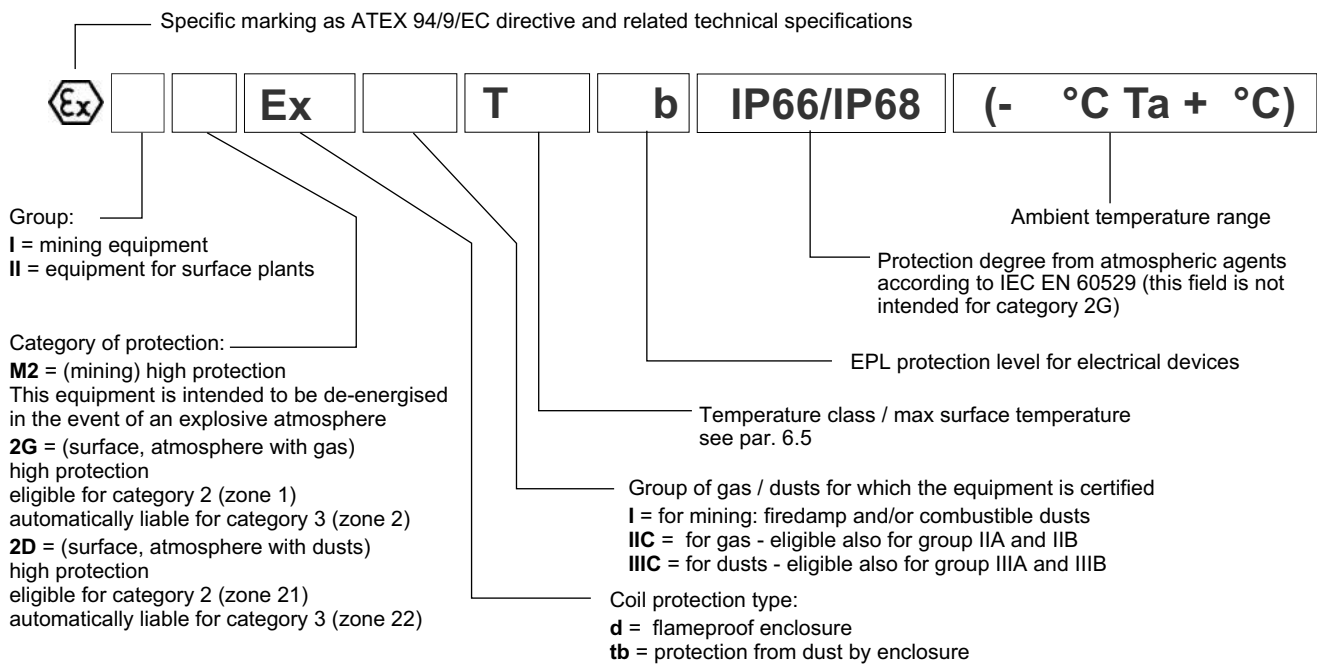 Specific marking as ATEX 94/9/EC directive and related technical specifications
Ex Ex T b IP66/IP68 (- °C Ta + °C)
Group:
I = mining equipment
II = equipment for surface plants
Ambient temperature range
Protection degree from atmospheric agents
according to IEC EN 60529 (this field is not
intended for category 2G)
Category of protection:
M2 = (mining) high protection
This equipment is intended to be de-energised
in the event of an explosive atmosphere
2G = (surface, atmosphere with gas)
high protection
eligible for category 2 (zone 1)
automatically liable for category 3 (zone 2)
2D = (surface, atmosphere with dusts)
high protection
eligible for category 2 (zone 21)
automatically liable for category 3 (zone 22)
EPL protection level for electrical devices
Temperature class / max surface temperature
see par. 6.5
Group of gas / dusts for which the equipment is certified
I = for mining: firedamp and/or combustible dusts
IIC = for gas - eligible also for group IIA and IIB
IIIC = for dusts - eligible also for group IIIA and IIIB
Coil protection type:
d = flameproof enclosure
tb = protection from dust by enclosure